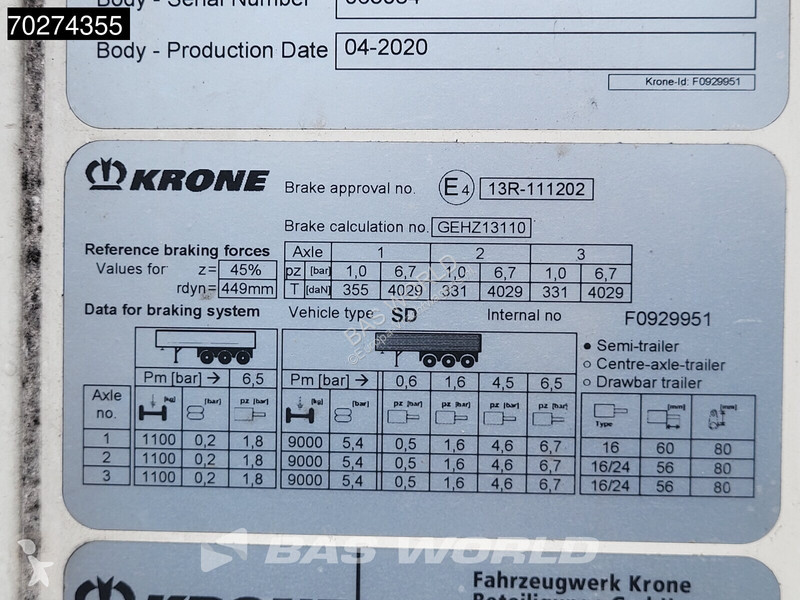 70274355
Body - Serial Number
Body - Production Date 04-2020
Krone-Id: F0929951
KRONE
Brake approval no. E4 13R-111202
Brake calculation no. GEHZ13110
Reference braking forces
Values for z= 45%
rdyn= 449mm
Axle 1 2 3
pz [bar] 1,0 6,7 1,0 6,7 1,0 6,7
T [daN] 355 4029 331 4029 331 4029
Data for braking system
Vehicle type SD
Internal no F0929951
Semi-trailer
Centre-axle-trailer
Drawbar trailer
Pm [bar] → 6,5
Pm [bar] → 0,6 1,6 4,5 6,5
Axle no. [kg] [bar] pz [bar] [kg] [bar] pz [bar] pz [bar] pz [bar] pz [bar] Type [mm] [mm]
1 1100 0,2 1,8 9000 5,4 0,5 1,6 4,6 6,7 16 60 80
2 1100 0,2 1,8 9000 5,4 0,5 1,6 4,6 6,7 16/24 56 80
3 1100 0,2 1,8 9000 5,4 0,5 1,6 4,6 6,7 16/24 56 80
BAS WORLD
BAS WORLD
KRONE
Fahrzeugwerk Krone